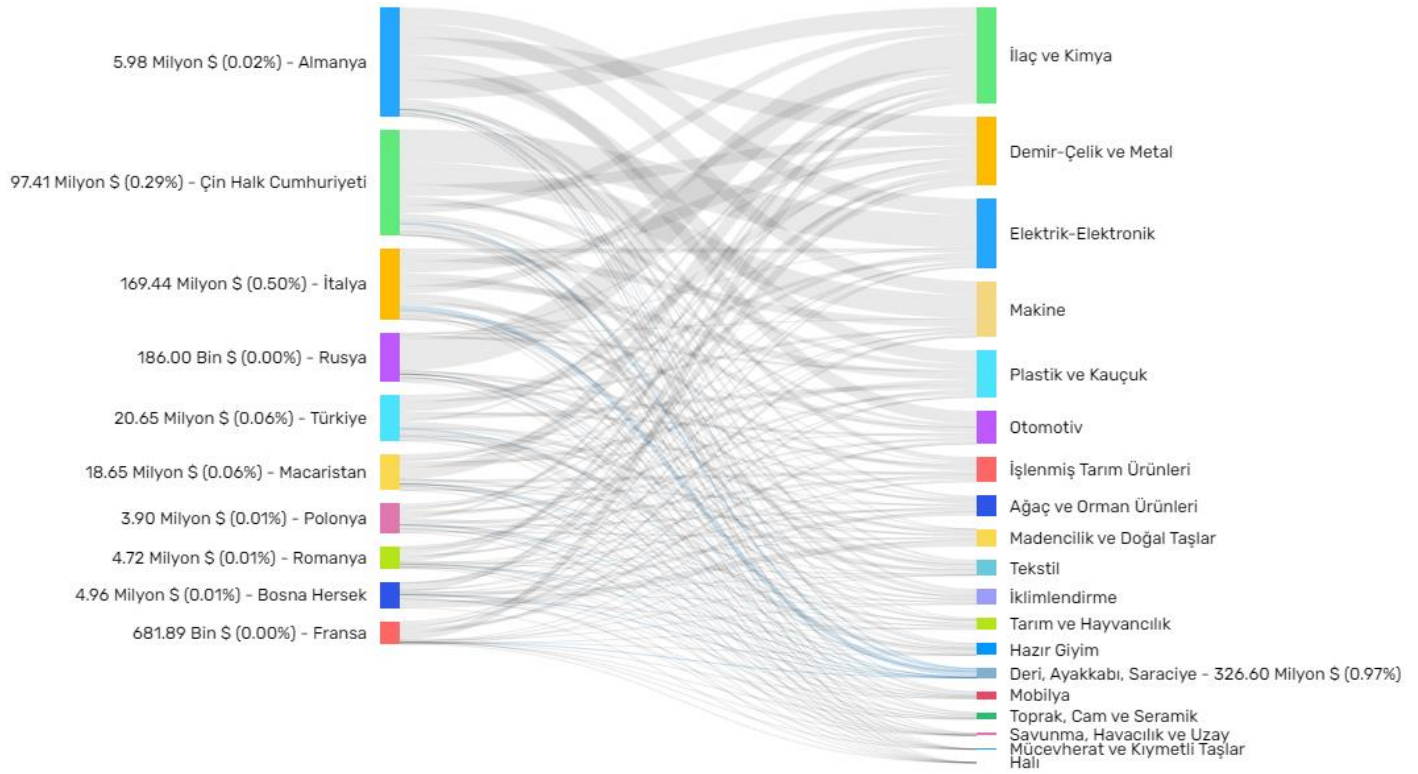 5.98 Milyon $ (0.02%) - Almanya
97.41 Milyon $ (0.29%) - Çin Halk Cumhuriyeti
169.44 Milyon $ (0.50%) - İtalya
186.00 Bin $ (0.00%) - Rusya
20.65 Milyon $ (0.06%) - Türkiye
18.65 Milyon $ (0.06%) - Macaristan
3.90 Milyon $ (0.01%) - Polonya
4.72 Milyon $ (0.01%) - Romanya
4.96 Milyon $ (0.01%) - Bosna Hersek
681.89 Bin $ (0.00%) - Fransa
İlaç ve Kimya
Demir-Çelik ve Metal
Elektrik-Elektronik
Makine
Plastik ve Kauçuk
Otomotiv
İşlenmiş Tarım Ürünleri
Ağaç ve Orman Ürünleri
Madencilik ve Doğal Taşlar
Tekstil
İklimlendirme
Tarım ve Hayvancılık
Hazır Giyim
Deri, Ayakkabı, Saraciye - 326.60 Milyon $ (0.97%)
Mobilya
Toprak, Cam ve Seramik
Savunma, Havacılık ve Uzay
Mücevherat ve Kıymetli Taşlar
Halı